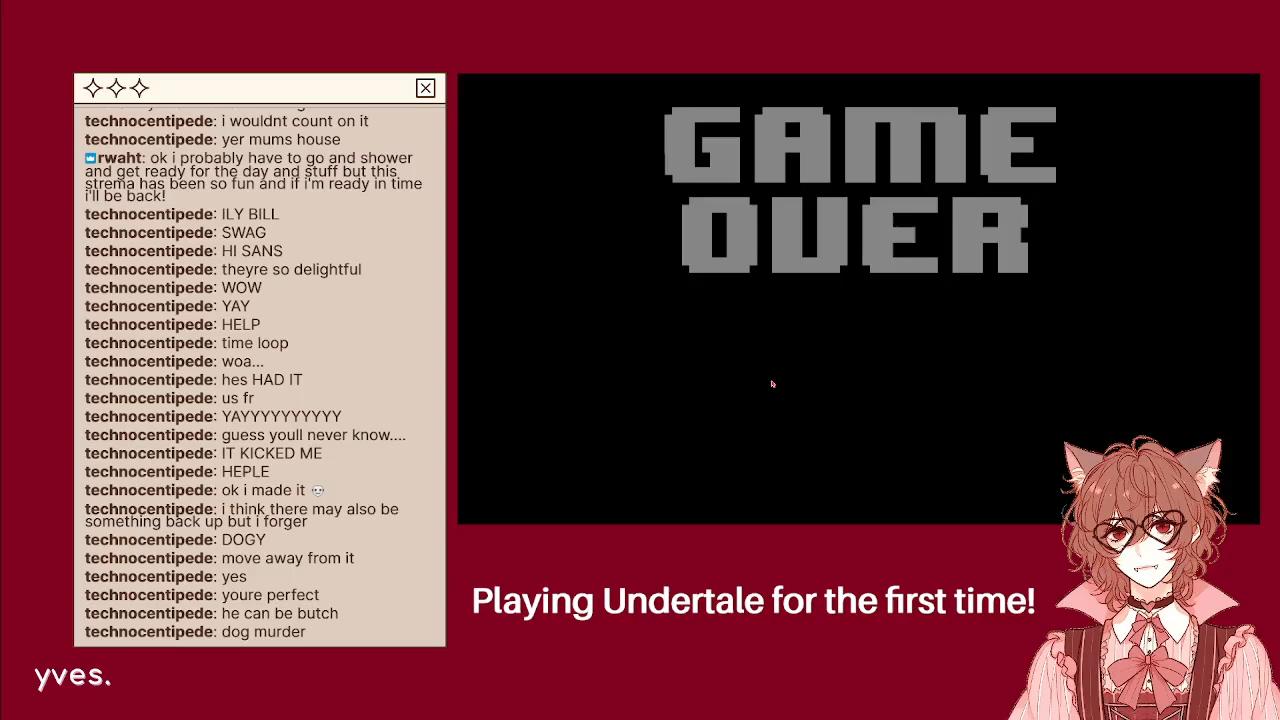 technocentipede: i wouldnt count on it
technocentipede: yer mums house
rwaht: ok i probably have to go and shower
and get ready for the day and stuff but this
strema has been so fun and if i'm ready in time
i'll be back!
technocentipede: ILY BILL
technocentipede: SWAG
technocentipede: HI SANS
technocentipede: theyre so delightful
technocentipede: WOW
technocentipede: YAY
technocentipede: HELP
technocentipede: time loop
technocentipede: woa...
technocentipede: hes HAD IT
technocentipede: us fr
technocentipede: YAYYYYYYYYYY
technocentipede: guess youll never know....
technocentipede: IT KICKED ME
technocentipede: HEPLE
technocentipede: ok i made it
technocentipede: i think there may also be
something back up but i forger
technocentipede: DOGY
technocentipede: move away from it
technocentipede: yes
technocentipede: youre perfect
technocentipede: he can be butch
technocentipede: dog murder
GAME
OVER
Playing Undertale for the first time!
yves.